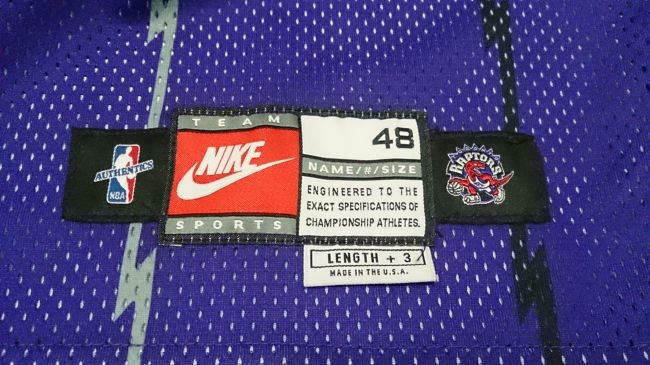 AUTHENTICS
NBA
TEAM
NIKE
SPORTS
48
NAME/#/SIZE
ENGINEERED TO THE
EXACT SPECIFICATIONS OF
CHAMPIONSHIP ATHLETES.
LENGTH + 3
MADE IN THE U.S.A.
RAPTORS